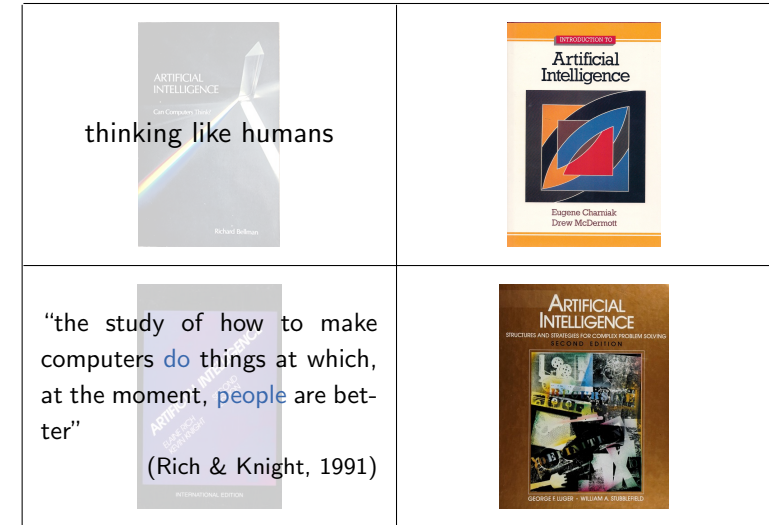 ARTIFICIAL
INTELLIGENCE
Can Computers Think?
thinking like humans
Richard Bellman
INTRODUCTION TO
Artificial
Intelligence
Eugene Charniak
Drew McDermott
“the study of how to make
computers do things at which,
at the moment, people are bet-
ter”
(Rich & Knight, 1991)
ARTIFICIAL INTELLIGENCE
SECOND
EDITION
ELAINE RICH
KEVIN KNIGHT
INTERNATIONAL EDITION
ARTIFICIAL
INTELLIGENCE
STRUCTURES AND STRATEGIES FOR COMPLEX PROBLEM SOLVING
SECOND EDITION
GEORGE F. LUGER • WILLIAM A. STUBBLEFIELD